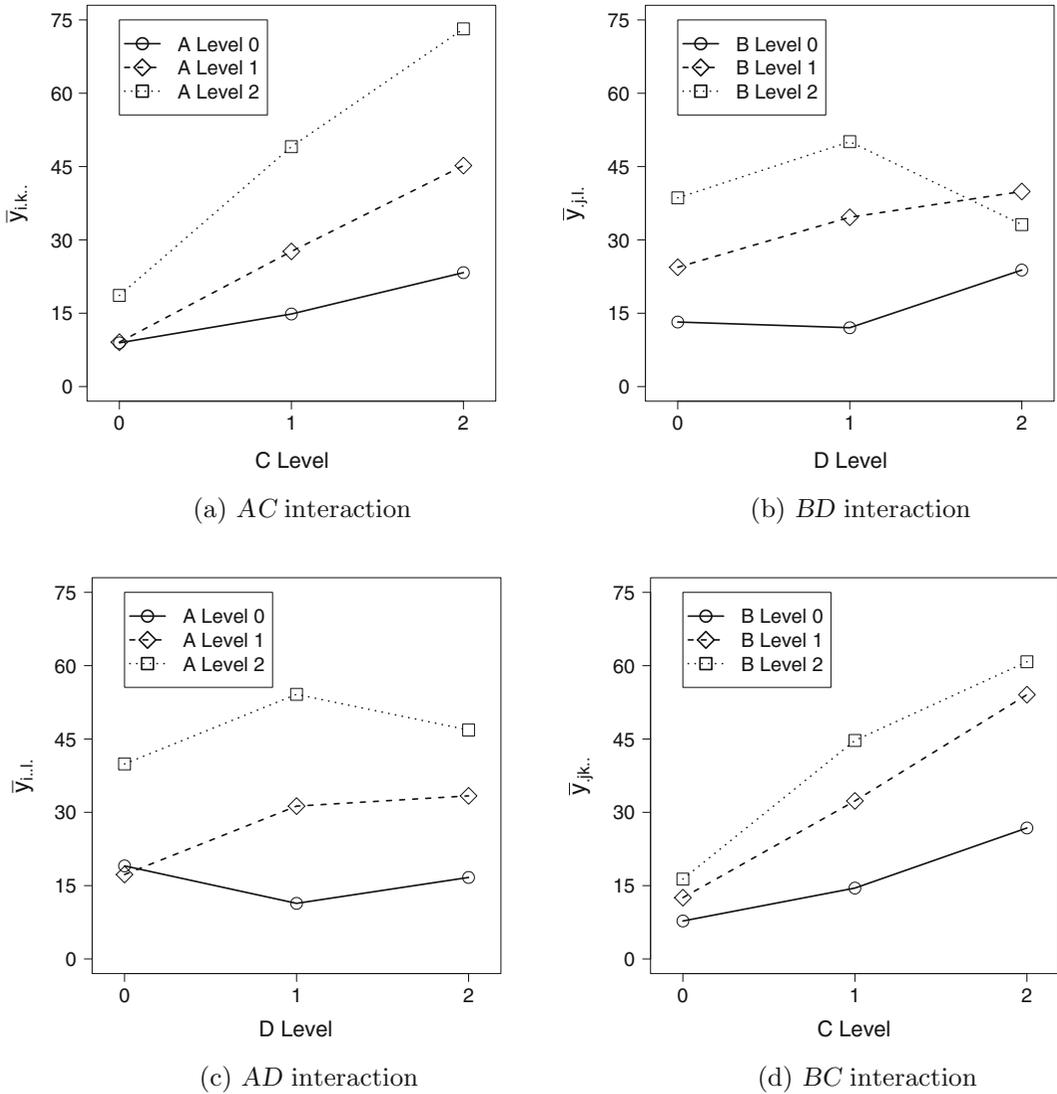 75
60
45
30
15
0
A Level 0
A Level 1
A Level 2
ȳi.k..
0 1 2
C Level
(a) AC interaction
75
60
45
30
15
0
B Level 0
B Level 1
B Level 2
ȳ.j.l.
0 1 2
D Level
(b) BD interaction
75
60
45
30
15
0
A Level 0
A Level 1
A Level 2
ȳi..l.
0 1 2
D Level
(c) AD interaction
75
60
45
30
15
0
B Level 0
B Level 1
B Level 2
ȳ.jk..
0 1 2
C Level
(d) BC interaction